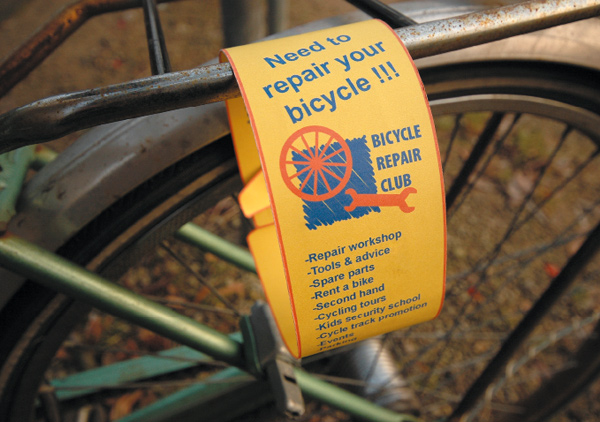 Need to
repair your
bicycle !!!
BICYCLE
REPAIR
CLUB
-Repair workshop
-Tools & advice
-Spare parts
-Rent a bike
-Second hand
-Cycling tours
-Kids security school
-Cycle track promotion
-Events